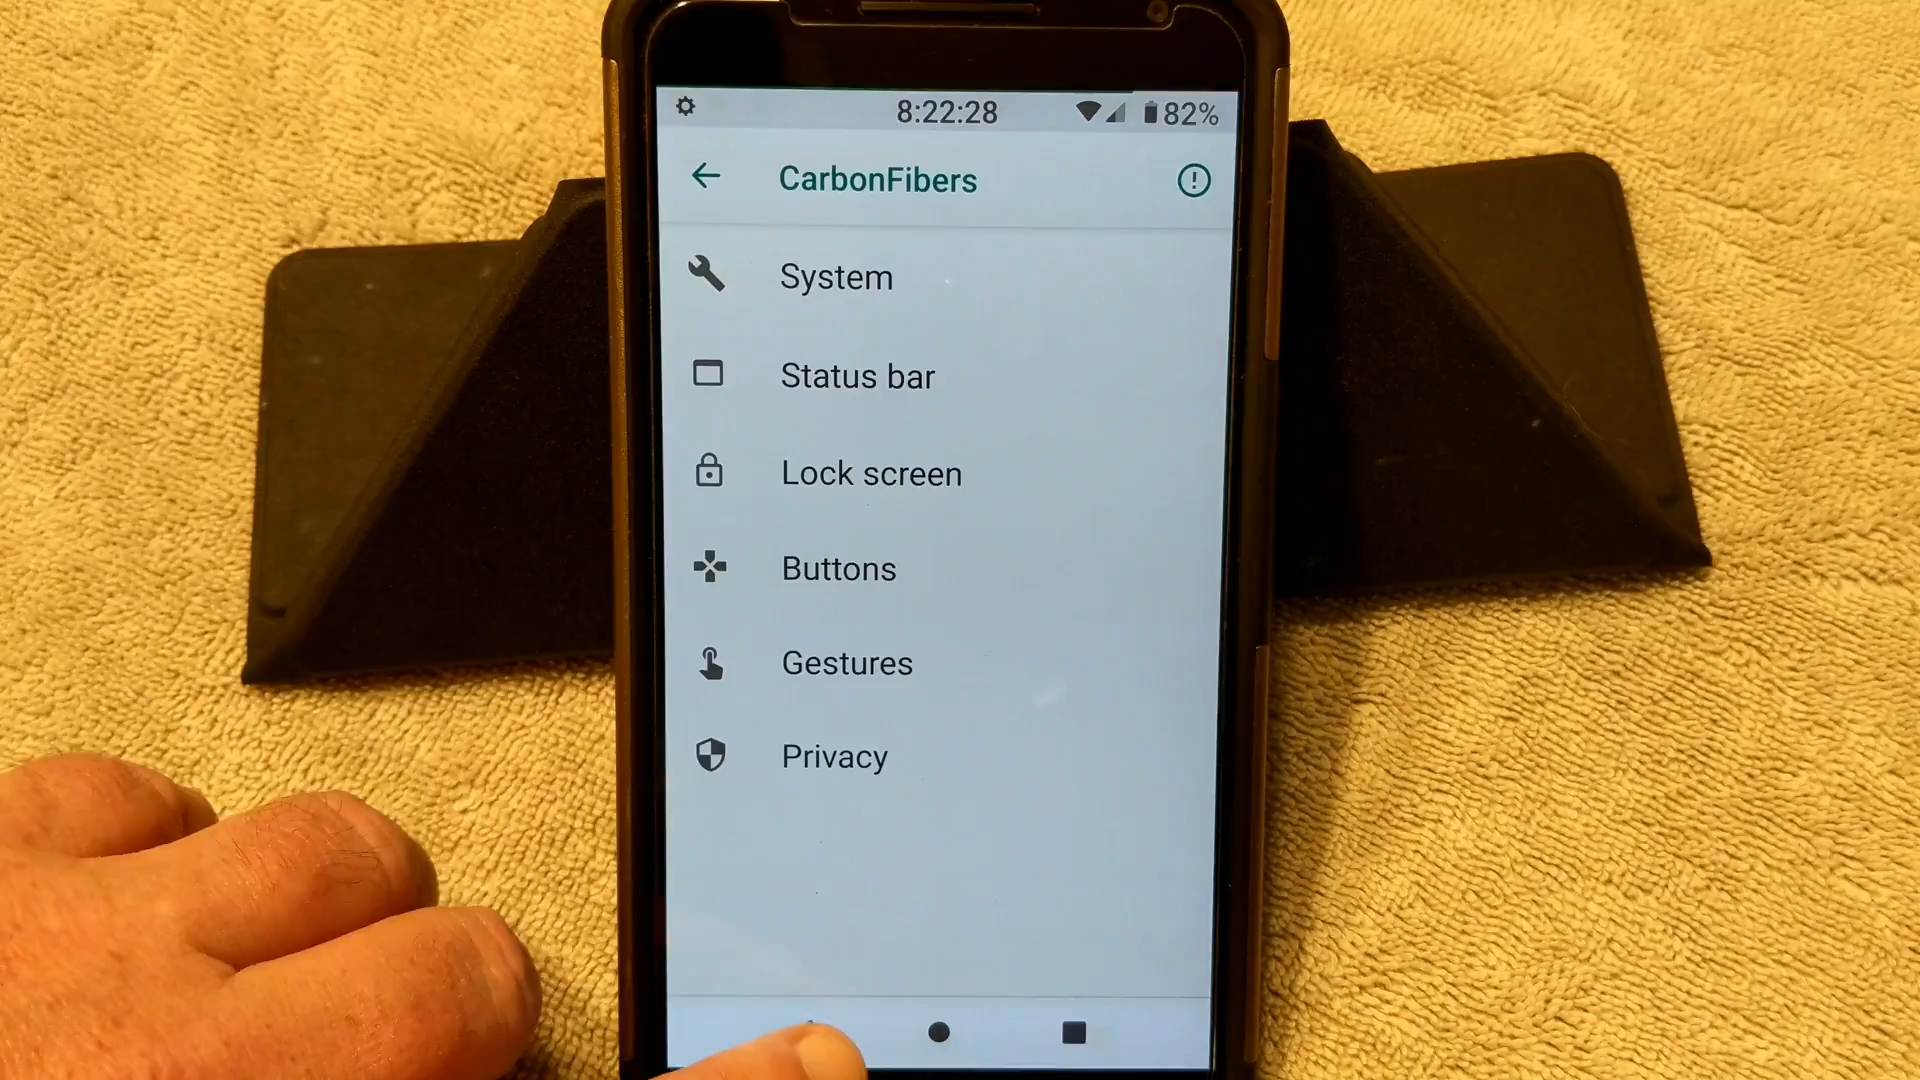 8:22:28 82%
CarbonFibers
System
Status bar
Lock screen
Buttons
Gestures
Privacy